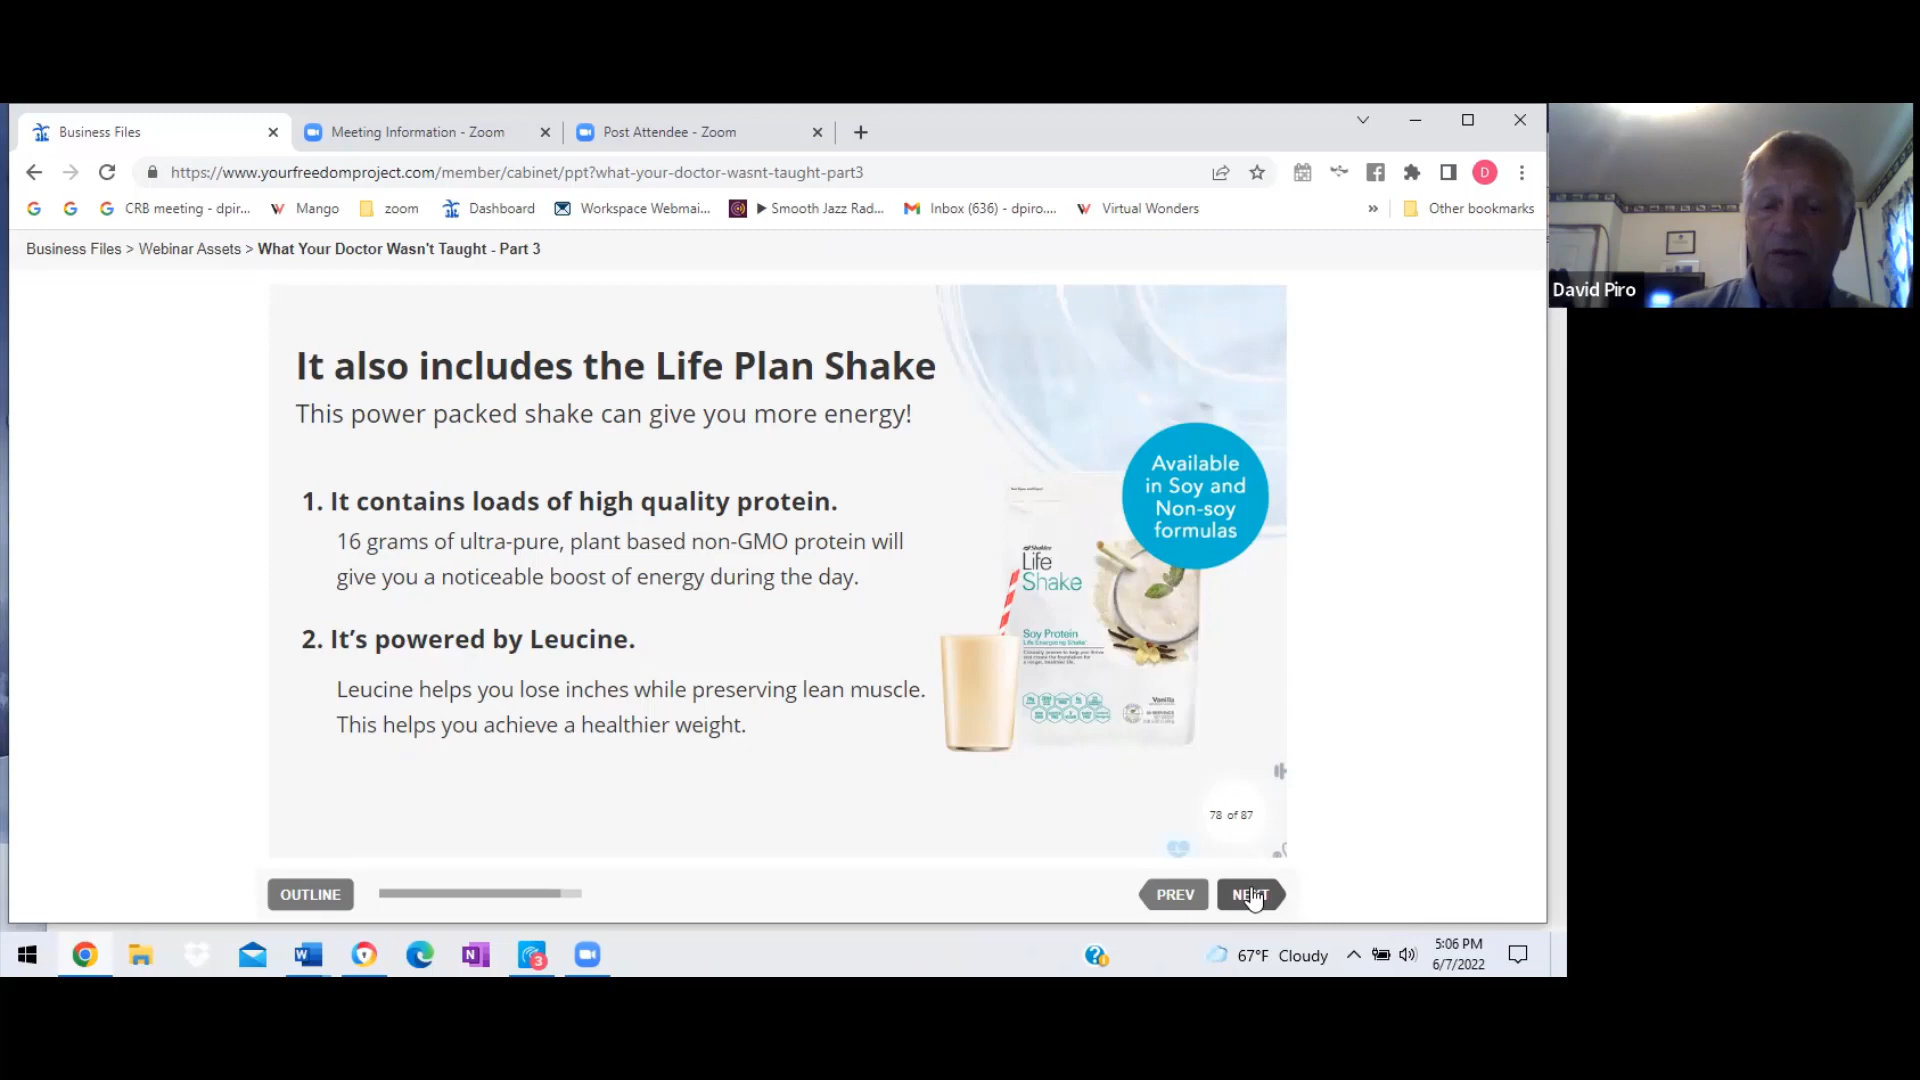 Business Files
Meeting Information - Zoom
Post Attendee - Zoom
https://www.yourfreedomproject.com/member/cabinet/ppt?what-your-doctor-wasnt-taught-part3
D
CRB meeting - dpir...
Mango
zoom
Dashboard
Workspace Webmai...
Smooth Jazz Rad...
Inbox (636) - dpiro....
Virtual Wonders
»
Other bookmarks
Business Files > Webinar Assets > What Your Doctor Wasn't Taught - Part 3
David Piro
It also includes the Life Plan Shake
This power packed shake can give you more energy!
1. It contains loads of high quality protein.
16 grams of ultra-pure, plant based non-GMO protein will
give you a noticeable boost of energy during the day.
2. It's powered by Leucine.
Leucine helps you lose inches while preserving lean muscle.
This helps you achieve a healthier weight.
Available
in Soy and
Non-soy
formulas
Shaklee
Life
Shake
Soy Protein
Life Energizing Shake
Vanilla
78 of 87
OUTLINE
PREV
NEXT
3
67°F Cloudy
5:06 PM
6/7/2022